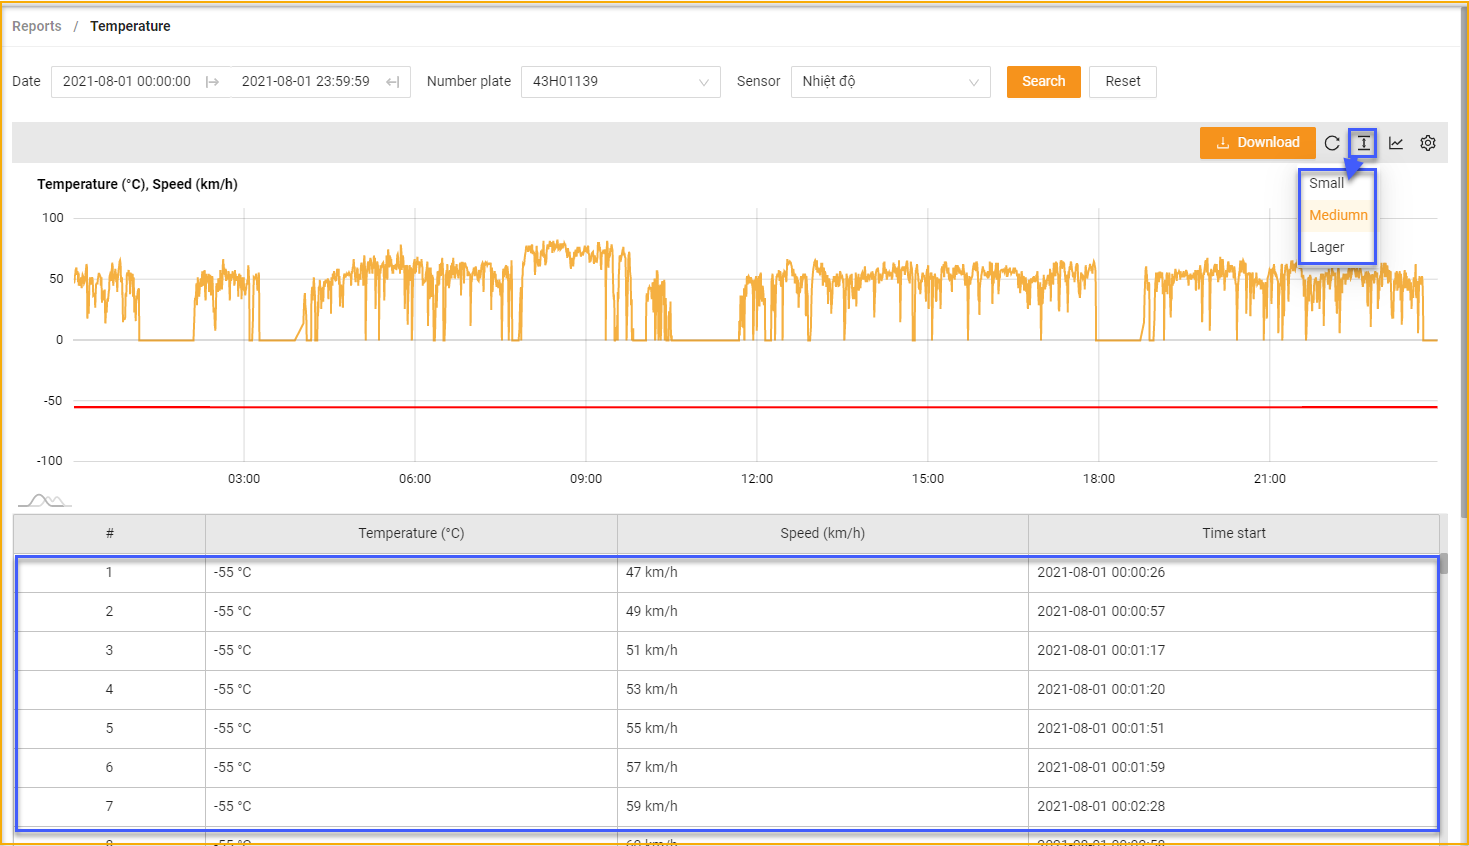 Reports / Temperature
Date 2021-08-01 00:00:00 2021-08-01 23:59:59 Number plate 43H01139 Sensor Nhiệt độ Search Reset
Download
Small
Mediumn
Lager
Temperature (°C), Speed (km/h)
100
50
0
-50
-100
03:00 06:00 09:00 12:00 15:00 18:00 21:00
# Temperature (°C) Speed (km/h) Time start
1 -55 °C 47 km/h 2021-08-01 00:00:26
2 -55 °C 49 km/h 2021-08-01 00:00:57
3 -55 °C 51 km/h 2021-08-01 00:01:17
4 -55 °C 53 km/h 2021-08-01 00:01:20
5 -55 °C 55 km/h 2021-08-01 00:01:51
6 -55 °C 57 km/h 2021-08-01 00:01:59
7 -55 °C 59 km/h 2021-08-01 00:02:28